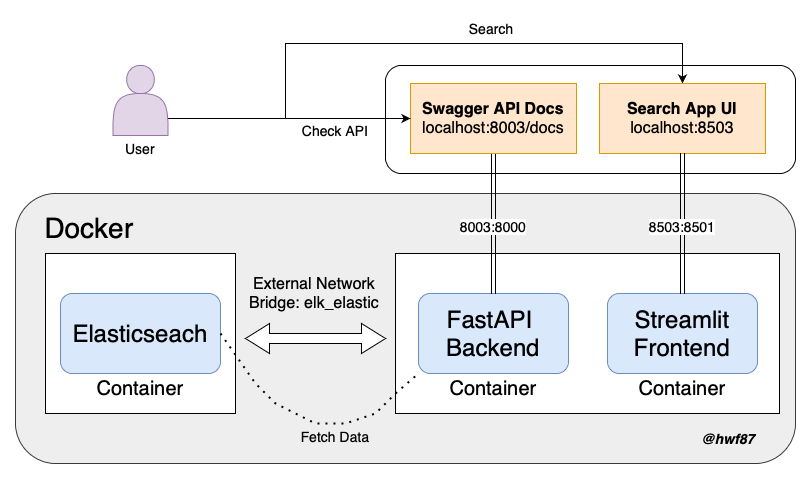 Search
Swagger API Docs
localhost:8003/docs
Search App UI
localhost:8503
Check API
User
Docker
8003:8000
8503:8501
External Network
Bridge: elk_elastic
Elasticseach
Container
FastAPI
Backend
Container
Streamlit
Frontend
Container
Fetch Data
@hwf87